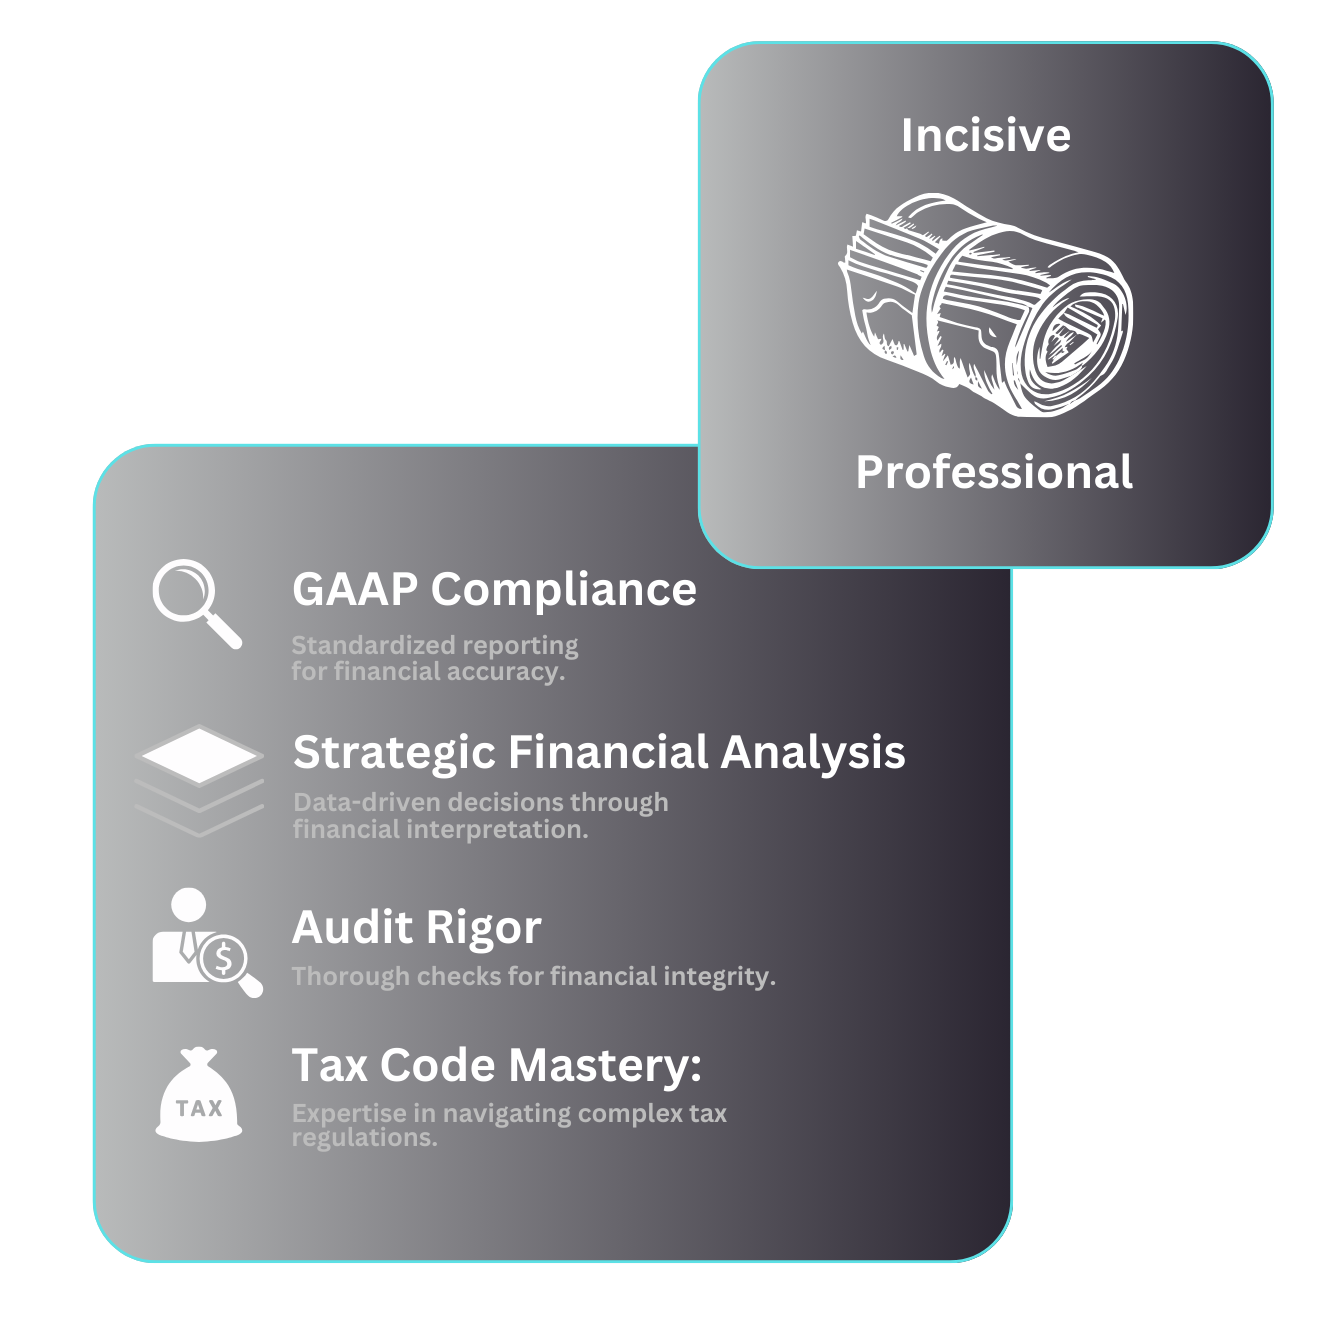 Incisive
Professional
GAAP Compliance
Standardized reporting
for financial accuracy.
Strategic Financial Analysis
Data-driven decisions through
financial interpretation.
Audit Rigor
$
Thorough checks for financial integrity.
Tax Code Mastery:
TAX
Expertise in navigating complex tax
regulations.